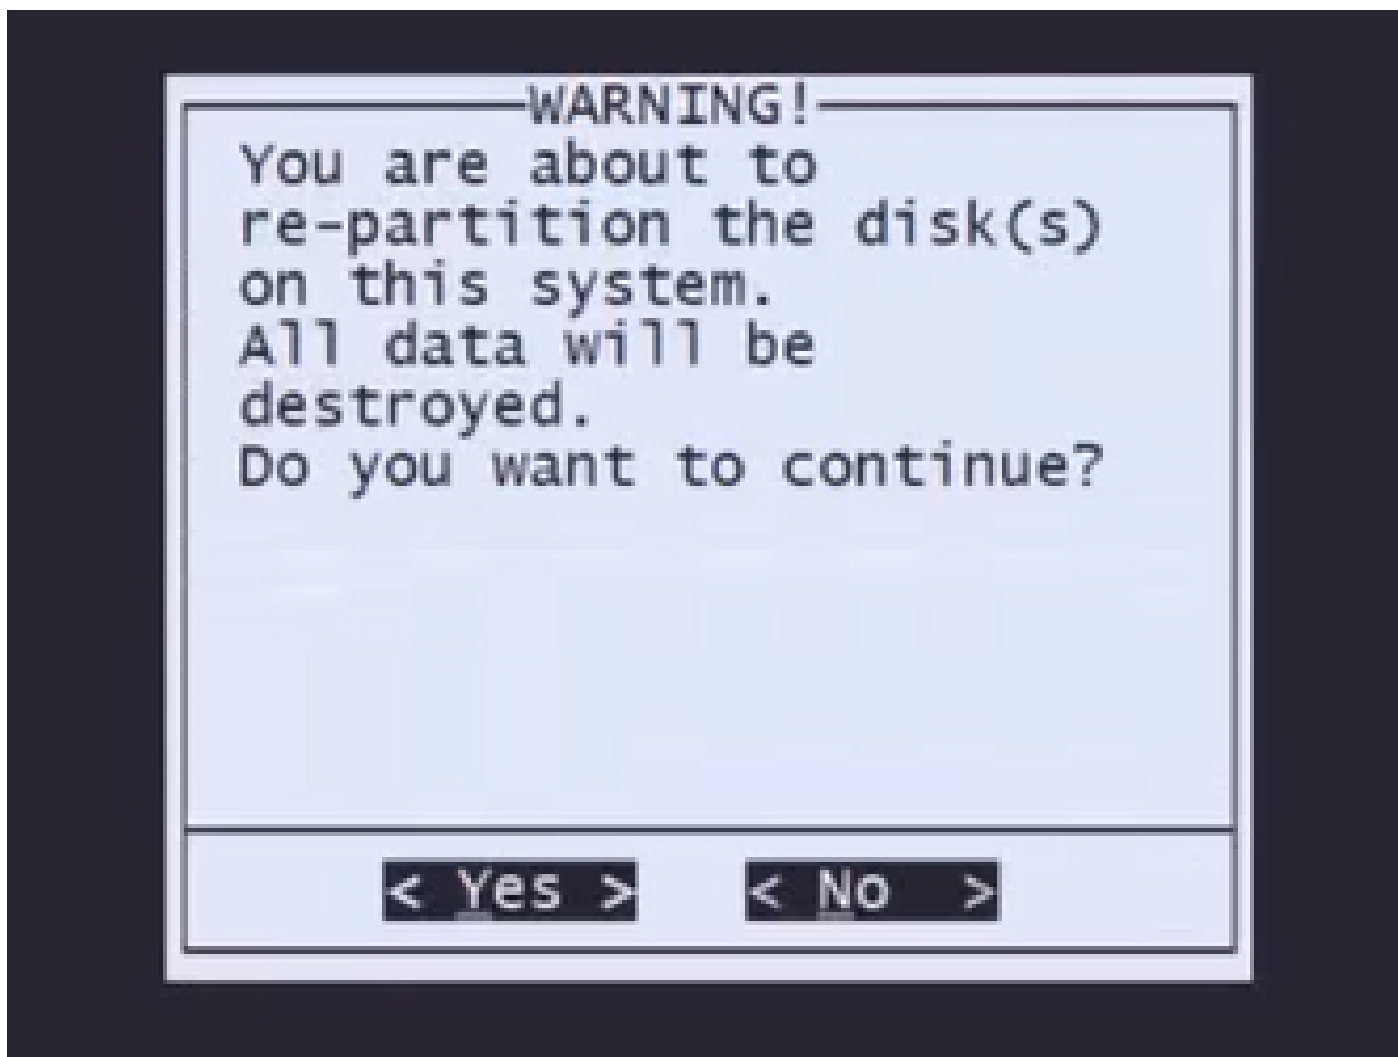 WARNING!
You are about to
re-partition the disk(s)
on this system.
All data will be
destroyed.
Do you want to continue?
< Yes > < No >